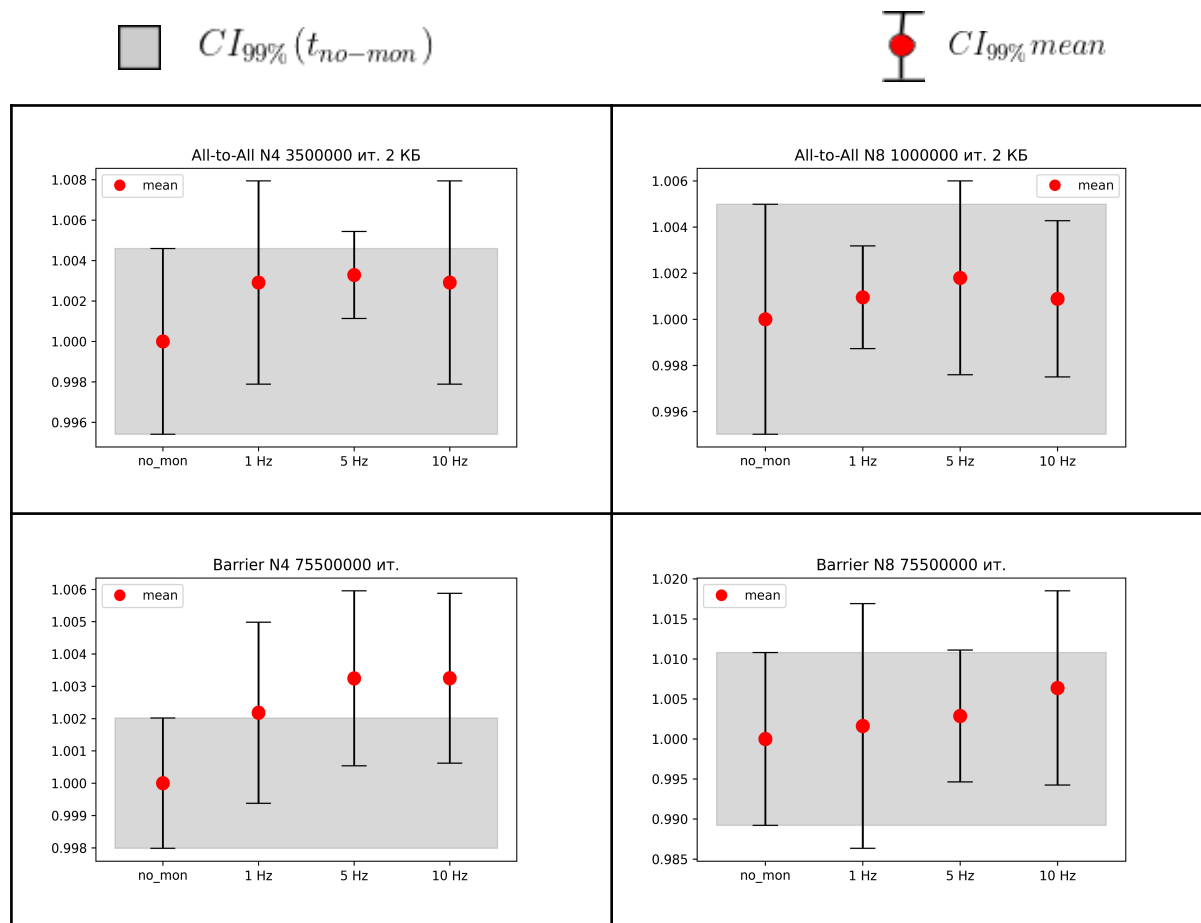 CI99% (tno−mon)
CI99% mean
All-to-All N4 3500000 ит. 2 КБ
mean
1.008
1.006
1.004
1.002
1.000
0.998
0.996
no_mon 1 Hz 5 Hz 10 Hz
All-to-All N8 1000000 ит. 2 КБ
mean
1.006
1.004
1.002
1.000
0.998
0.996
no_mon 1 Hz 5 Hz 10 Hz
Barrier N4 75500000 ит.
mean
1.006
1.005
1.004
1.003
1.002
1.001
1.000
0.999
0.998
no_mon 1 Hz 5 Hz 10 Hz
Barrier N8 75500000 ит.
mean
1.020
1.015
1.010
1.005
1.000
0.995
0.990
0.985
no_mon 1 Hz 5 Hz 10 Hz